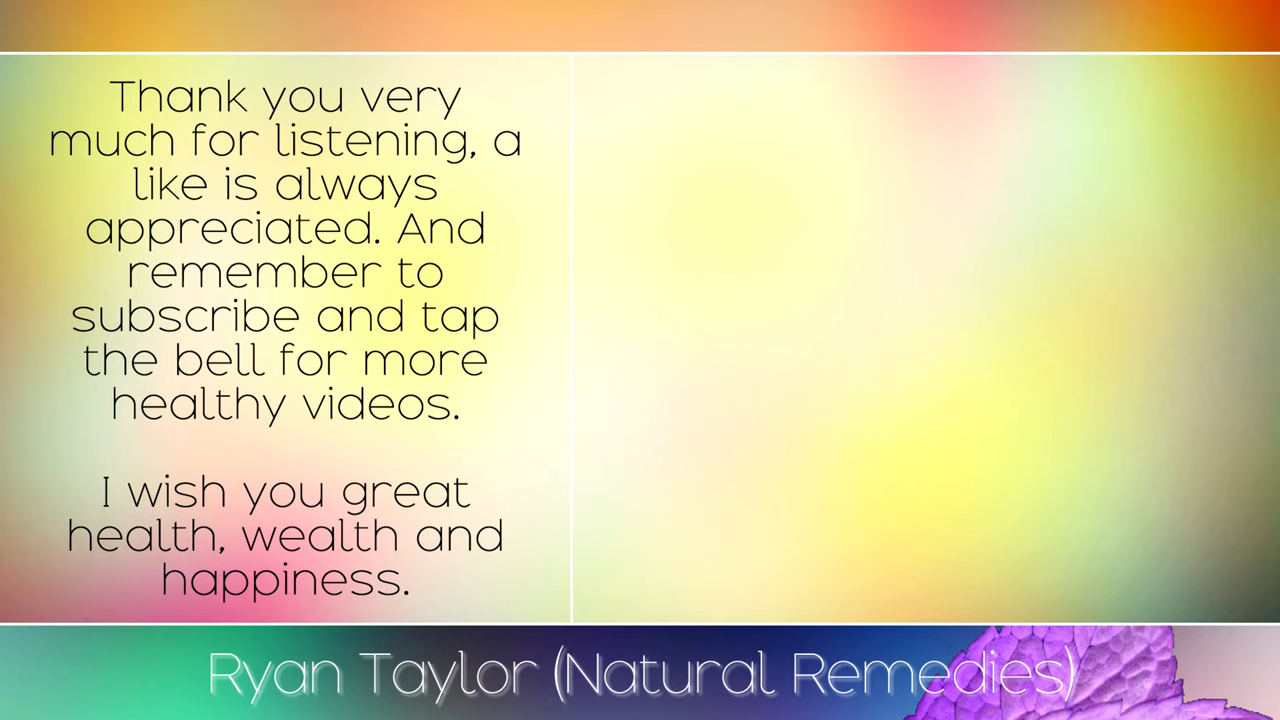 Thank you very
much for listening, a
like is always
appreciated. And
remember to
subscribe and tap
the bell for more
healthy videos.
I wish you great
health, wealth and
happiness.
Ryan Taylor (Natural Remedies)